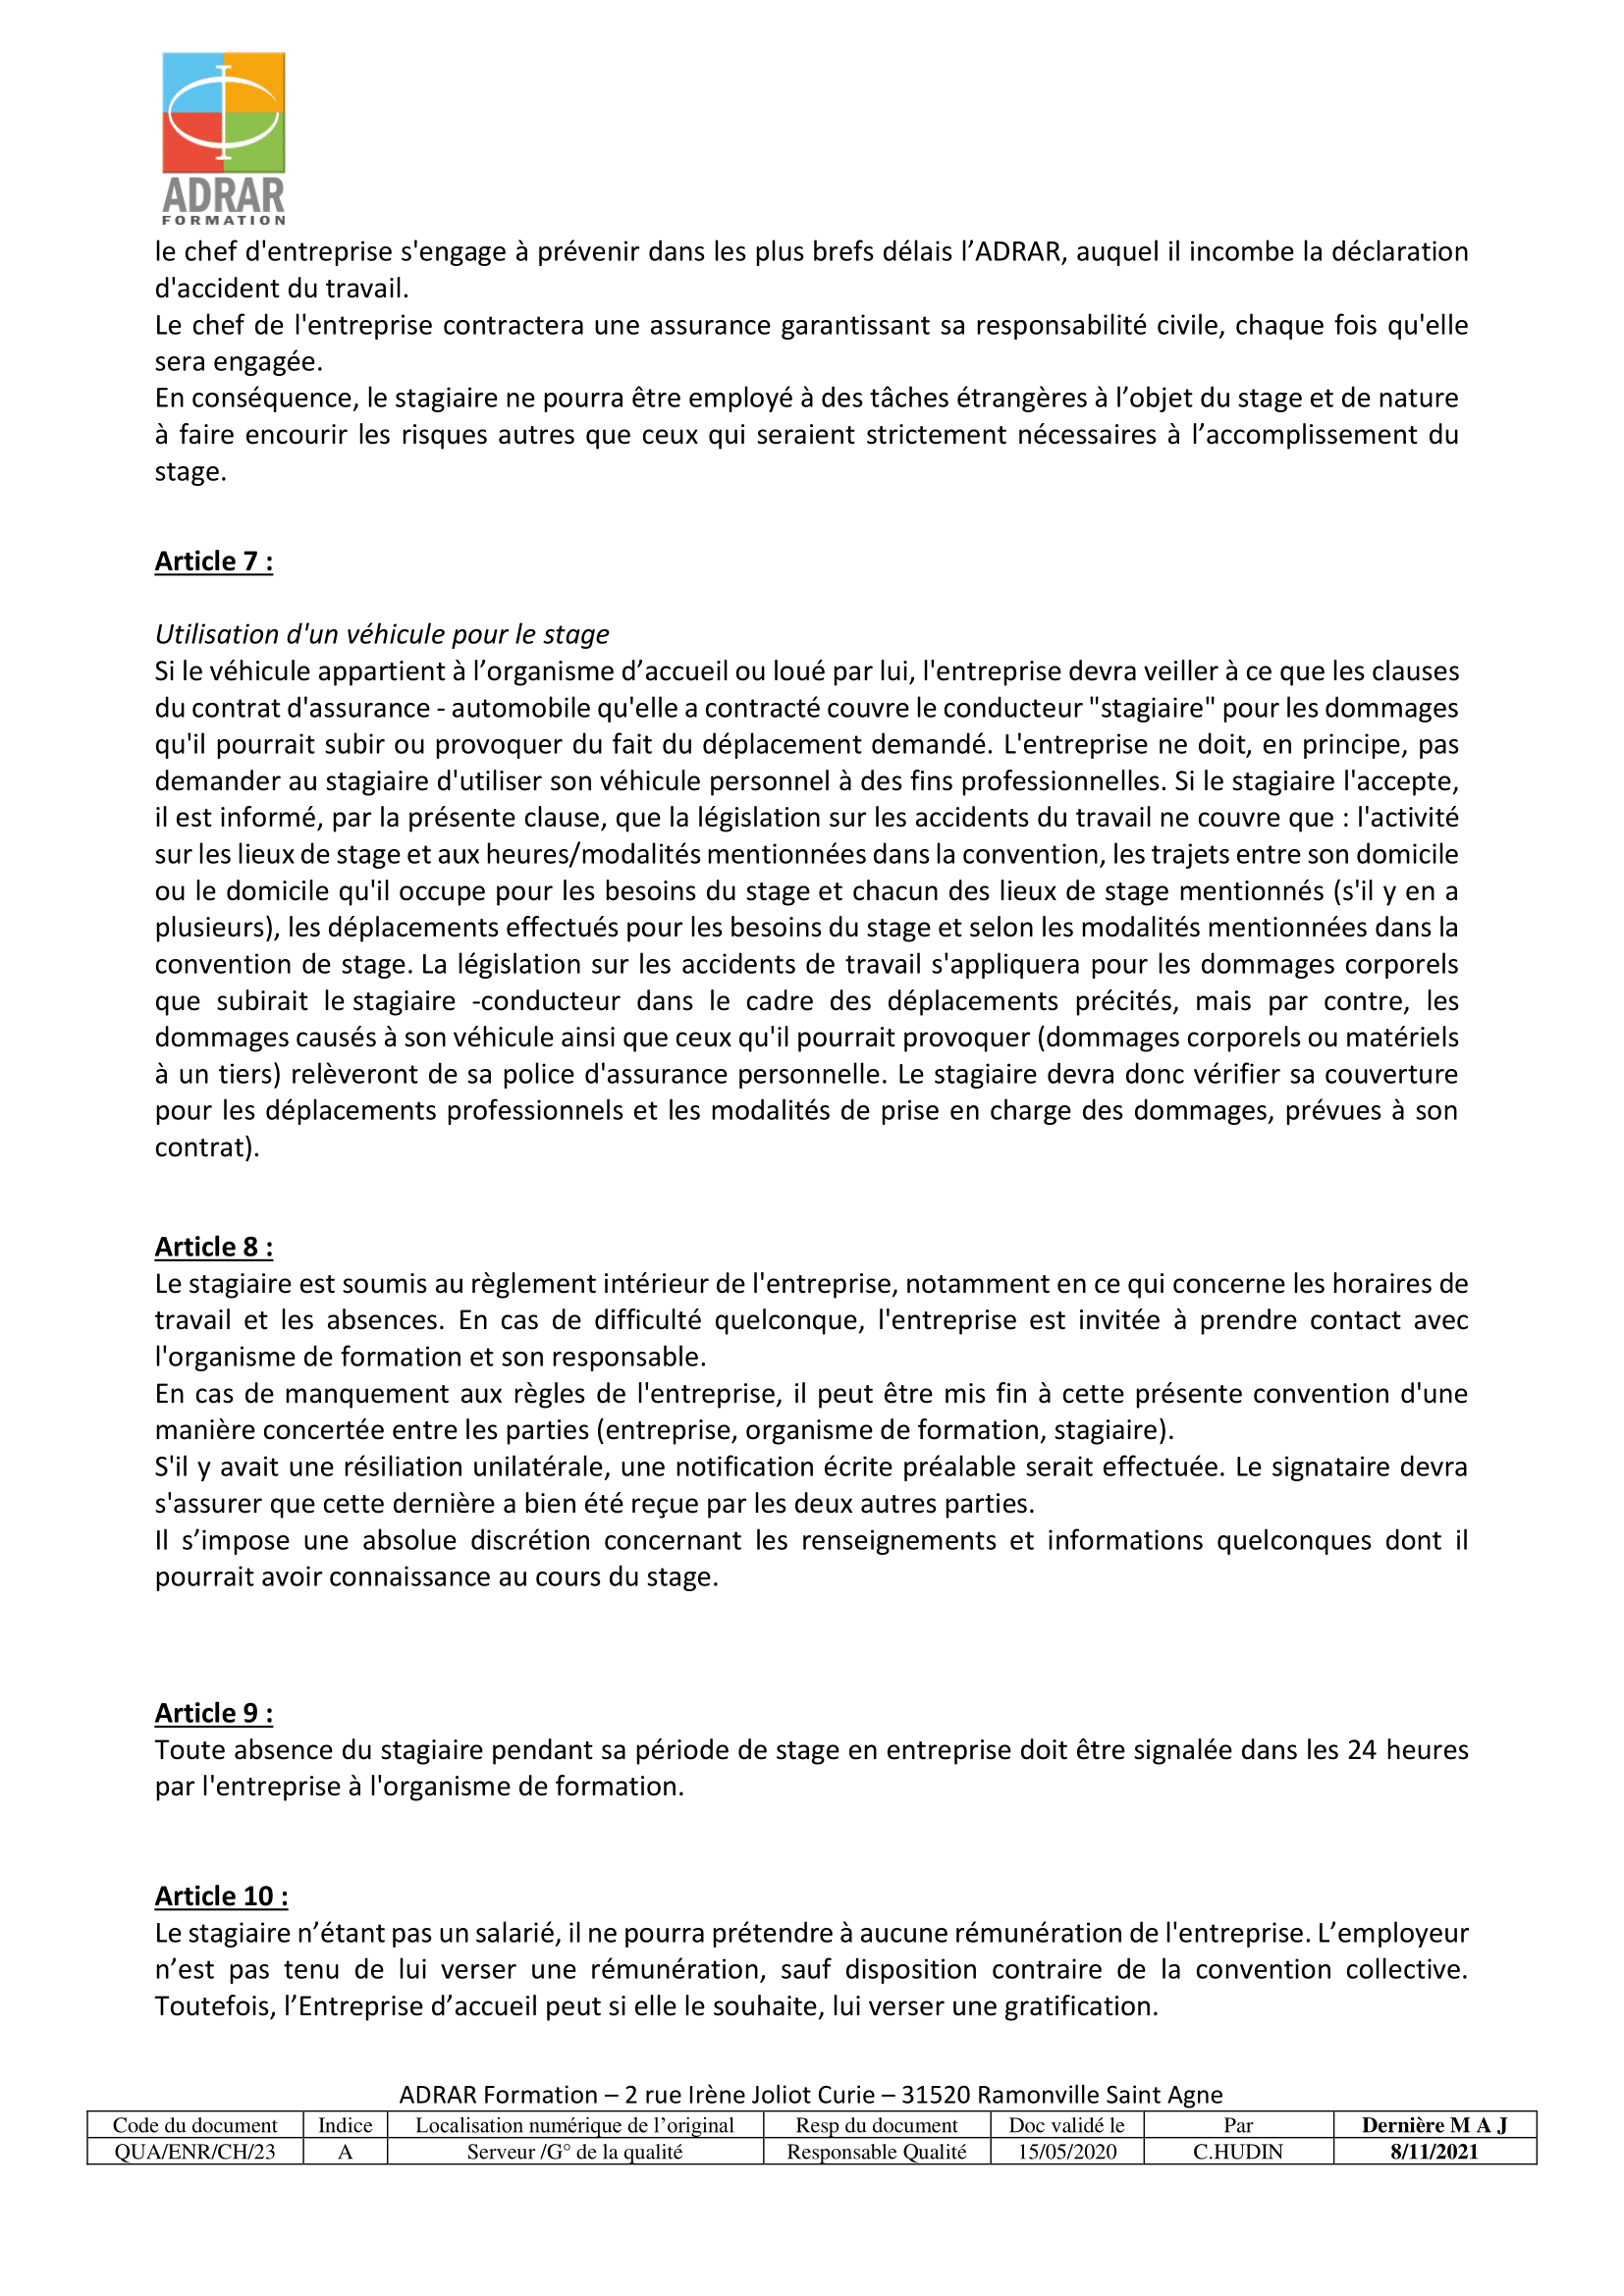 ADRAR
FORMATION
le chef d'entreprise s'engage à prévenir dans les plus brefs délais l’ADRAR, auquel il incombe la déclaration
d'accident du travail.
Le chef de l'entreprise contractera une assurance garantissant sa responsabilité civile, chaque fois qu'elle
sera engagée.
En conséquence, le stagiaire ne pourra être employé à des tâches étrangères à l’objet du stage et de nature
à faire encourir les risques autres que ceux qui seraient strictement nécessaires à l’accomplissement du
stage.
Article 7 :
Utilisation d'un véhicule pour le stage
Si le véhicule appartient à l’organisme d’accueil ou loué par lui, l'entreprise devra veiller à ce que les clauses
du contrat d'assurance - automobile qu'elle a contracté couvre le conducteur "stagiaire" pour les dommages
qu'il pourrait subir ou provoquer du fait du déplacement demandé. L'entreprise ne doit, en principe, pas
demander au stagiaire d'utiliser son véhicule personnel à des fins professionnelles. Si le stagiaire l'accepte,
il est informé, par la présente clause, que la législation sur les accidents du travail ne couvre que : l'activité
sur les lieux de stage et aux heures/modalités mentionnées dans la convention, les trajets entre son domicile
ou le domicile qu'il occupe pour les besoins du stage et chacun des lieux de stage mentionnés (s'il y en a
plusieurs), les déplacements effectués pour les besoins du stage et selon les modalités mentionnées dans la
convention de stage. La législation sur les accidents de travail s'appliquera pour les dommages corporels
que subirait le stagiaire -conducteur dans le cadre des déplacements précités, mais par contre, les
dommages causés à son véhicule ainsi que ceux qu'il pourrait provoquer (dommages corporels ou matériels
à un tiers) relèveront de sa police d'assurance personnelle. Le stagiaire devra donc vérifier sa couverture
pour les déplacements professionnels et les modalités de prise en charge des dommages, prévues à son
contrat).
Article 8 :
Le stagiaire est soumis au règlement intérieur de l'entreprise, notamment en ce qui concerne les horaires de
travail et les absences. En cas de difficulté quelconque, l'entreprise est invitée à prendre contact avec
l'organisme de formation et son responsable.
En cas de manquement aux règles de l'entreprise, il peut être mis fin à cette présente convention d'une
manière concertée entre les parties (entreprise, organisme de formation, stagiaire).
S'il y avait une résiliation unilatérale, une notification écrite préalable serait effectuée. Le signataire devra
s'assurer que cette dernière a bien été reçue par les deux autres parties.
Il s’impose une absolue discrétion concernant les renseignements et informations quelconques dont il
pourrait avoir connaissance au cours du stage.
Article 9 :
Toute absence du stagiaire pendant sa période de stage en entreprise doit être signalée dans les 24 heures
par l'entreprise à l'organisme de formation.
Article 10 :
Le stagiaire n’étant pas un salarié, il ne pourra prétendre à aucune rémunération de l'entreprise. L’employeur
n’est pas tenu de lui verser une rémunération, sauf disposition contraire de la convention collective.
Toutefois, l’Entreprise d’accueil peut si elle le souhaite, lui verser une gratification.
ADRAR Formation – 2 rue Irène Joliot Curie – 31520 Ramonville Saint Agne
Code du document Indice Localisation numérique de l’original Resp du document Doc validé le Par Dernière M A J
QUA/ENR/CH/23 A Serveur /G° de la qualité Responsable Qualité 15/05/2020 C.HUDIN 8/11/2021